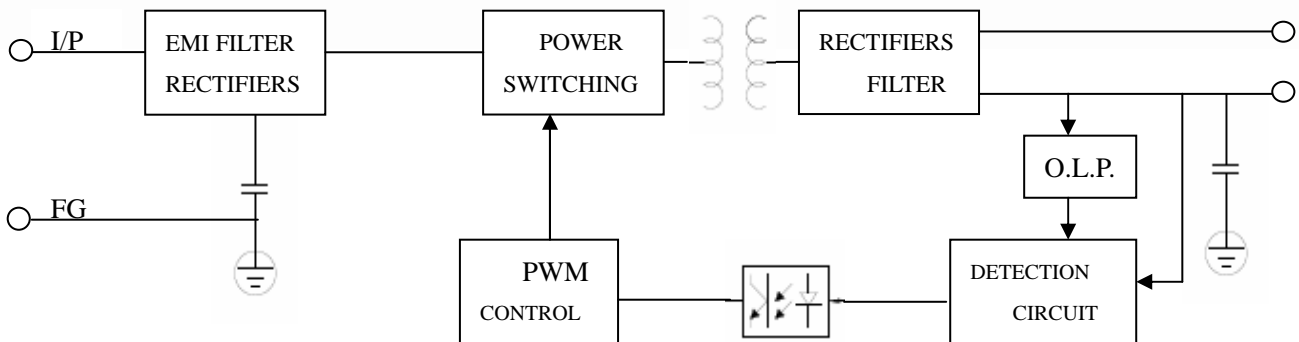 I/P
EMI FILTER
RECTIFIERS
POWER
SWITCHING
RECTIFIERS
FILTER
O.L.P.
FG
PWM
CONTROL
DETECTION
CIRCUIT